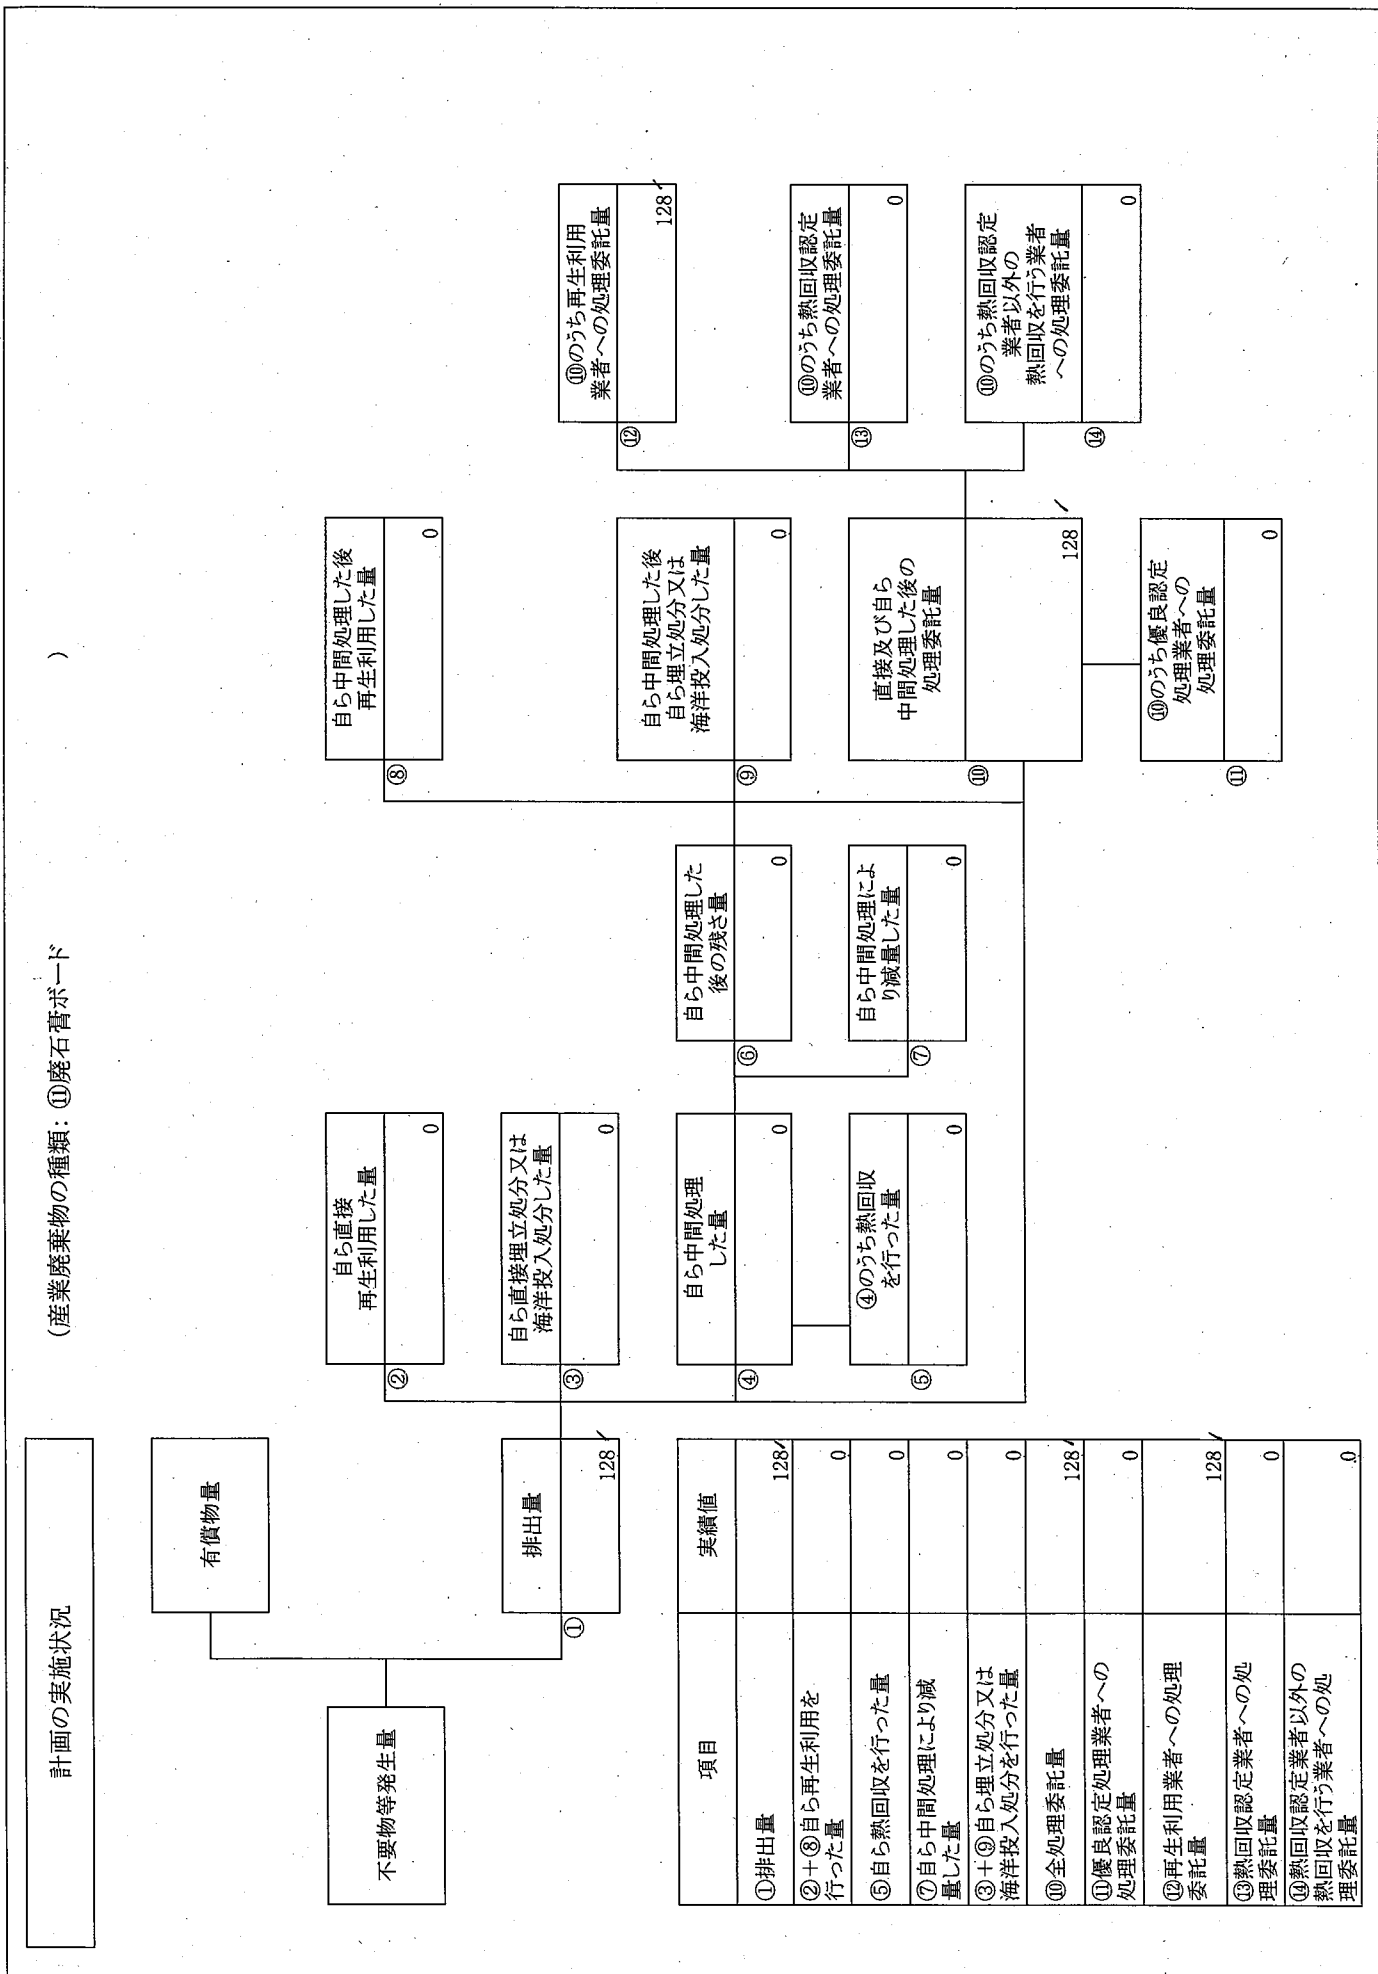 計画の実施状況
(産業廃棄物の種類：⑪廃石膏ボード
)
不要物等発生量
有償物量
①
排出量
128
②
自ら直接
再生利用した量
0
③
自ら直接埋立処分又は
海洋投入処分した量
0
④
自ら中間処理
した量
0
⑤
④のうち熱回収
を行った量
0
⑥
自ら中間処理した
後の残さ量
0
⑦
自ら中間処理によ
り減量した量
0
⑧
自ら中間処理した後
再生利用した量
0
⑨
自ら中間処理した後
自ら埋立処分又は
海洋投入処分した量
0
⑩
直接及び自ら
中間処理した後の
処理委託量
128
⑪
⑩のうち優良認定
処理業者への
処理委託量
0
⑫
⑩のうち再生利用
業者への処理委託量
128
⑬
⑩のうち熱回収認定
業者への処理委託量
0
⑭
⑩のうち熱回収認定
業者以外の
熱回収を行う業者
への処理委託量
0
項目 実績値
①排出量 128
②＋⑧自ら再生利用を
行った量 0
⑤自ら熱回収を行った量 0
⑦自ら中間処理により減
量した量 0
③＋⑨自ら埋立処分又は
海洋投入処分を行った量 0
⑩全処理委託量 128
⑪優良認定処理業者への
処理委託量 0
⑫再生利用業者への処理
委託量 128
⑬熱回収認定業者への処
理委託量 0
⑭熱回収認定業者以外の
熱回収を行う業者への処
理委託量 0